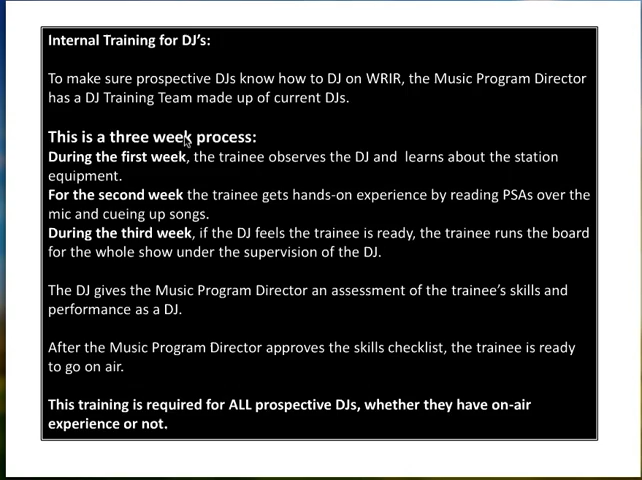 Internal Training for DJ's:
To make sure prospective DJs know how to DJ on WRIR, the Music Program Director
has a DJ Training Team made up of current DJs.
This is a three week process:
During the first week, the trainee observes the DJ and  learns about the station
equipment.
For the second week the trainee gets hands-on experience by reading PSAs over the
mic and cueing up songs.
During the third week, if the DJ feels the trainee is ready, the trainee runs the board
for the whole show under the supervision of the DJ.
The DJ gives the Music Program Director an assessment of the trainee's skills and
performance as a DJ.
After the Music Program Director approves the skills checklist, the trainee is ready
to go on air.
This training is required for ALL prospective DJs, whether they have on-air
experience or not.